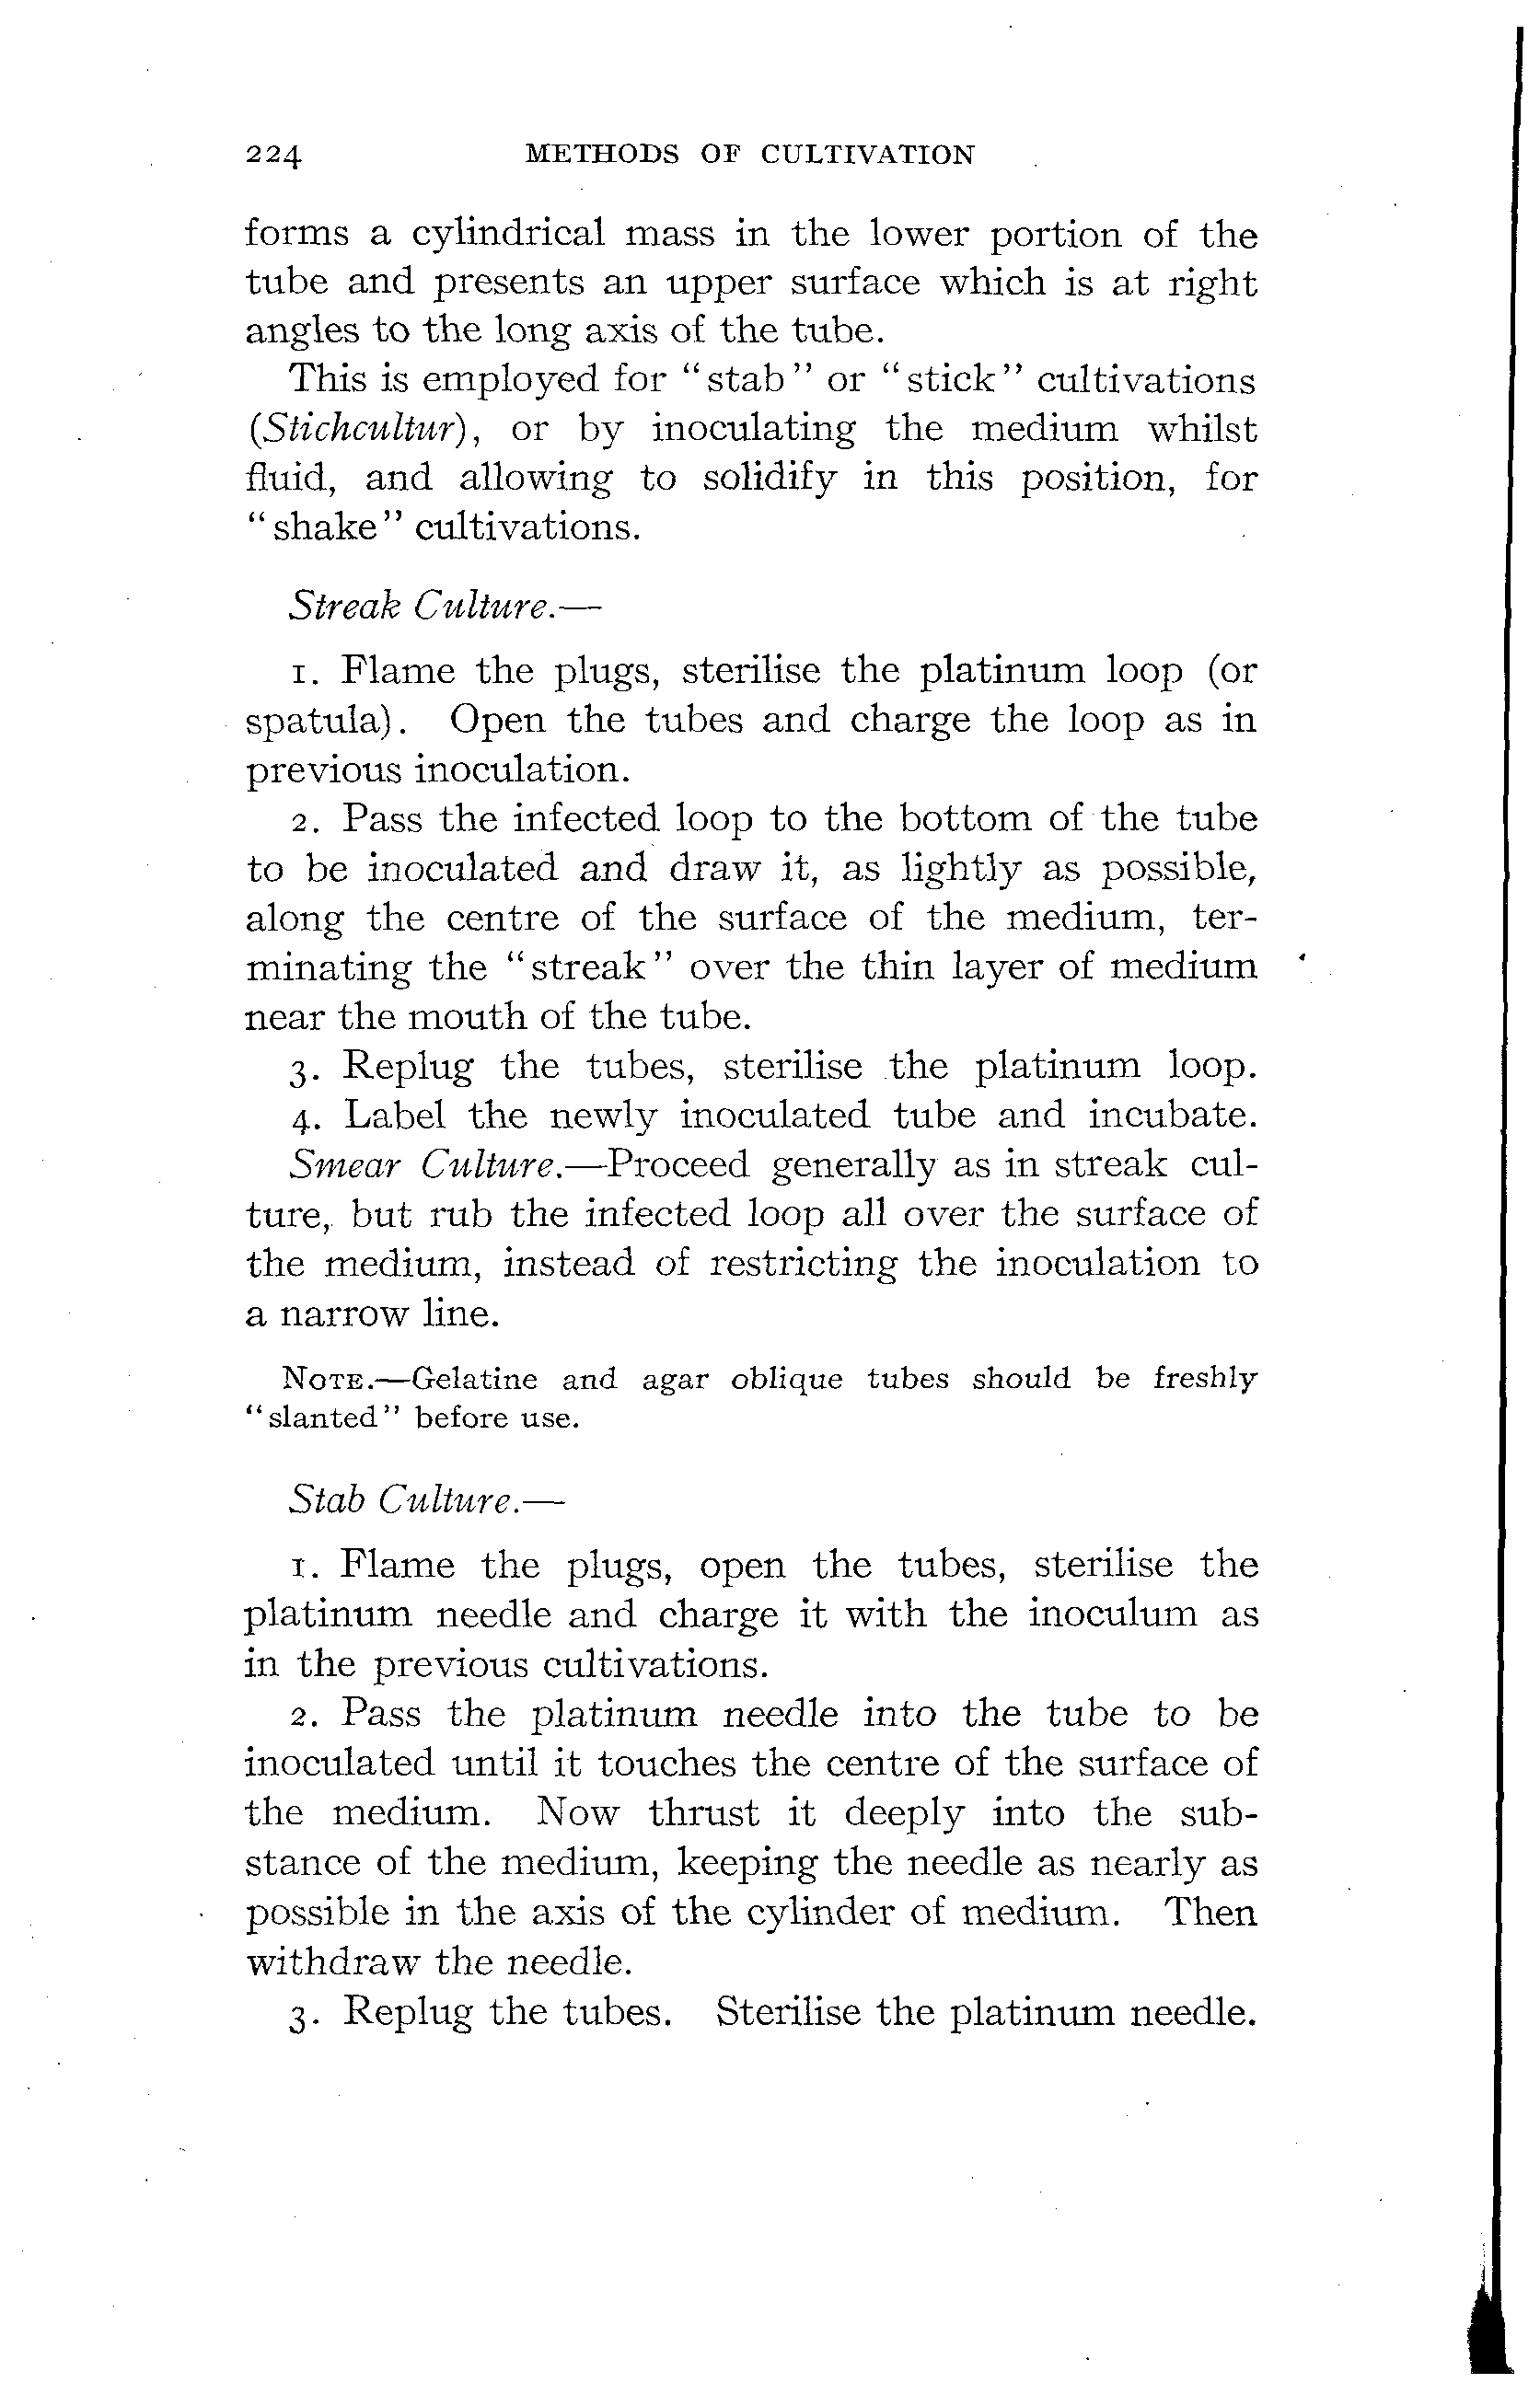 224 METHODS OF CULTIVATION
forms a cylindrical mass in the lower portion of the
tube and presents an upper surface which is at right
angles to the long axis of the tube.
This is employed for "stab" or "stick" cultivations
(Stichcultur), or by inoculating the medium whilst
fluid, and allowing to solidify in this position, for
"shake" cultivations.
Streak Culture.—
1. Flame the plugs, sterilise the platinum loop (or
spatula). Open the tubes and charge the loop as in
previous inoculation.
2. Pass the infected loop to the bottom of the tube
to be inoculated and draw it, as lightly as possible,
along the centre of the surface of the medium, ter-
minating the "streak" over the thin layer of medium
near the mouth of the tube.
3. Replug the tubes, sterilise the platinum loop.
4. Label the newly inoculated tube and incubate.
Smear Culture.—Proceed generally as in streak cul-
ture, but rub the infected loop all over the surface of
the medium, instead of restricting the inoculation to
a narrow line.
NOTE.—Gelatine and agar oblique tubes should be freshly
"slanted" before use.
Stab Culture.—
1. Flame the plugs, open the tubes, sterilise the
platinum needle and charge it with the inoculum as
in the previous cultivations.
2. Pass the platinum needle into the tube to be
inoculated until it touches the centre of the surface of
the medium. Now thrust it deeply into the sub-
stance of the medium, keeping the needle as nearly as
possible in the axis of the cylinder of medium. Then
withdraw the needle.
3. Replug the tubes. Sterilise the platinum needle.